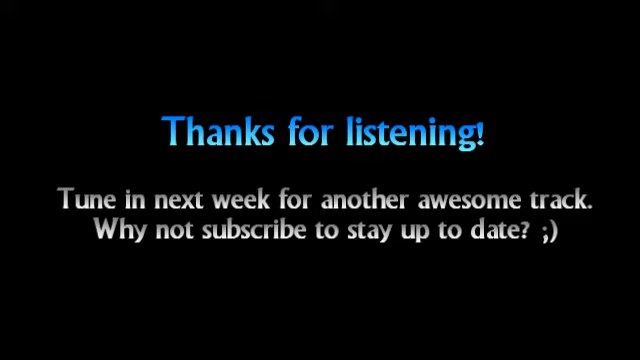 Thanks for listening!
Tune in next week for another awesome track.
Why not subscribe to stay up to date? ;)